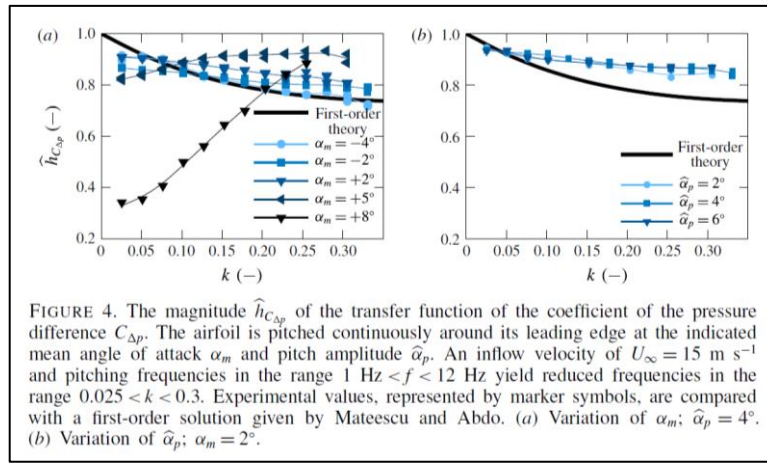 (a)
1.0
0.8
0.6
0.4
0.2
ĥ_{C_{Δp}} (–)
First-order
theory
α_m = −4°
α_m = −2°
α_m = +2°
α_m = +5°
α_m = +8°
0 0.05 0.10 0.15 0.20 0.25 0.30
k (–)
(b)
1.0
0.8
0.6
0.4
0.2
First-order
theory
α̂_p = 2°
α̂_p = 4°
α̂_p = 6°
0 0.05 0.10 0.15 0.20 0.25 0.30
k (–)
FIGURE 4. The magnitude ĥ_{C_{Δp}} of the transfer function of the coefficient of the pressure
difference C_{Δp}. The airfoil is pitched continuously around its leading edge at the indicated
mean angle of attack α_m and pitch amplitude α̂_p. An inflow velocity of U_∞ = 15 m s⁻¹
and pitching frequencies in the range 1 Hz < f < 12 Hz yield reduced frequencies in the
range 0.025 < k < 0.3. Experimental values, represented by marker symbols, are compared
with a first-order solution given by Mateescu and Abdo. (a) Variation of α_m; α̂_p = 4°.
(b) Variation of α̂_p; α_m = 2°.